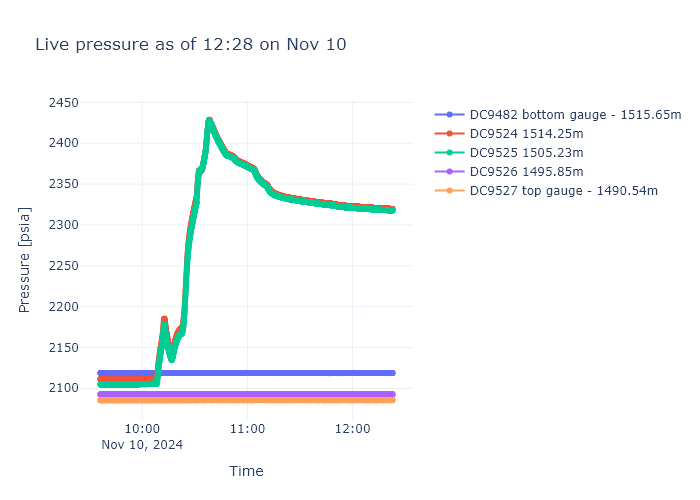 Live pressure as of 12:28 on Nov 10
2450
2400
2350
2300
2250
2200
2150
2100
Pressure [psia]
10:00
11:00
12:00
Nov 10, 2024
Time
DC9482 bottom gauge - 1515.65m
DC9524 1514.25m
DC9525 1505.23m
DC9526 1495.85m
DC9527 top gauge - 1490.54m